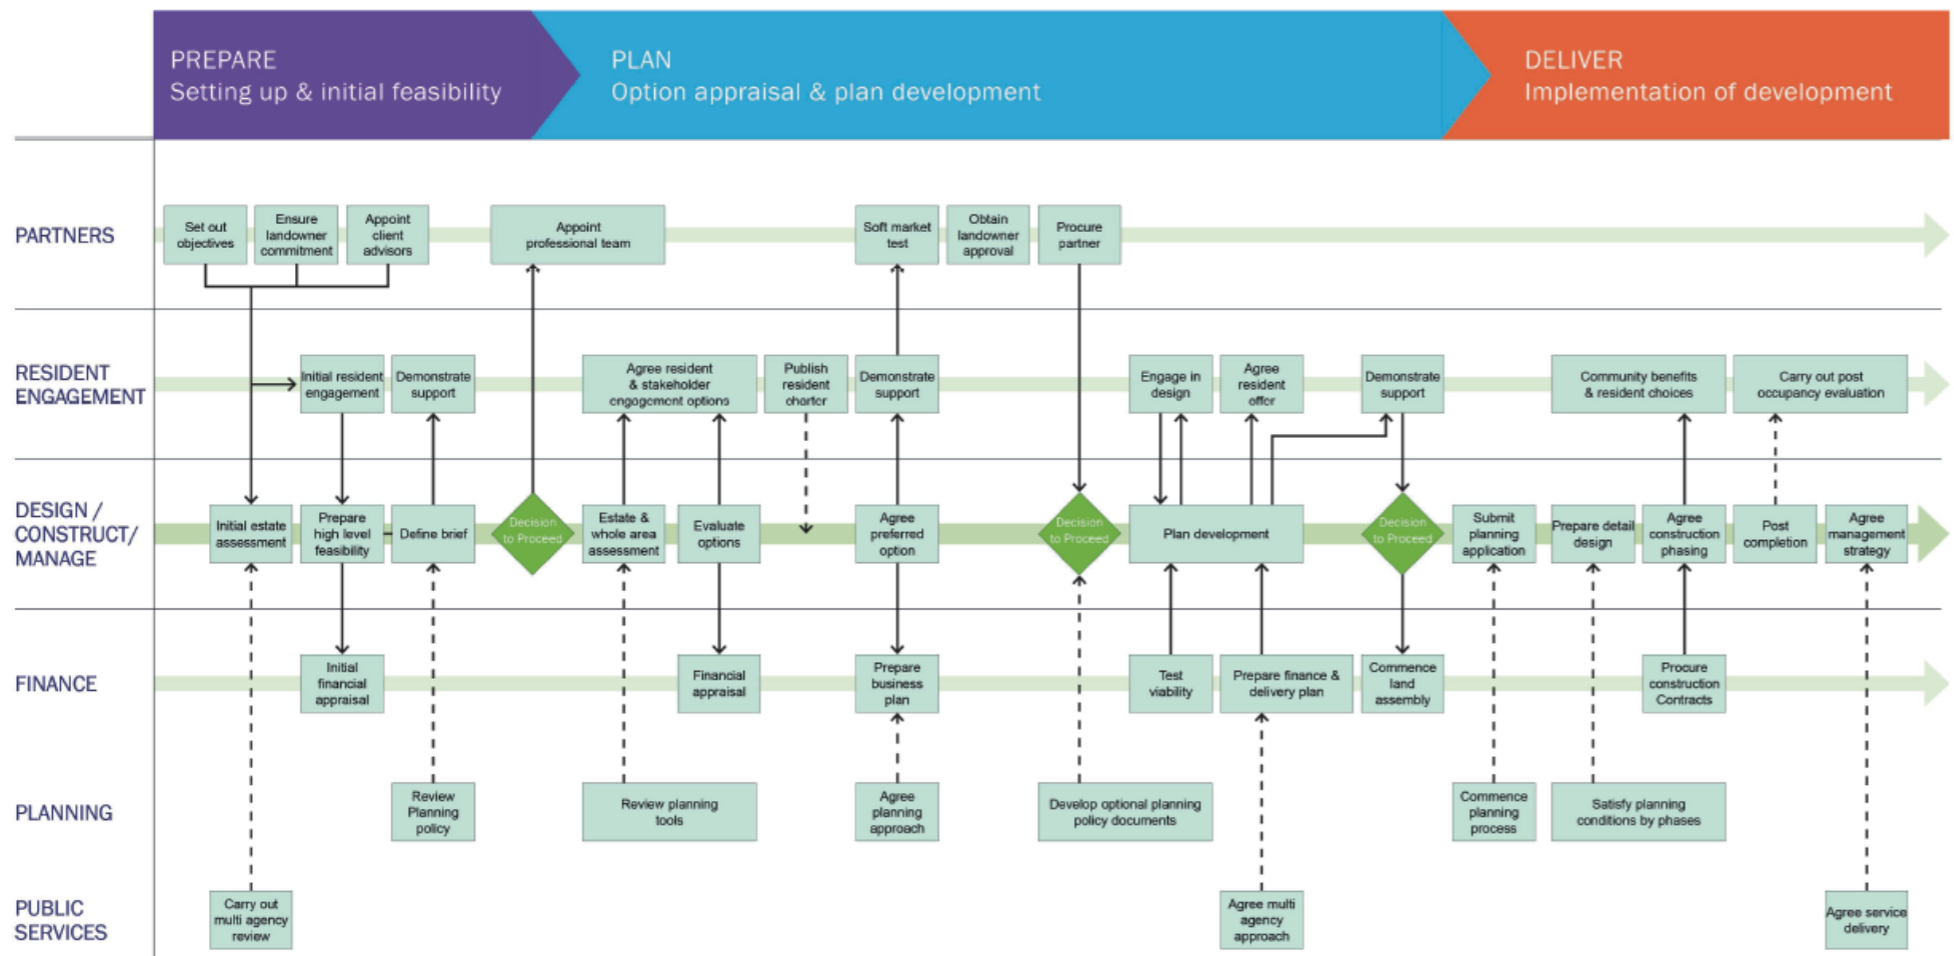 PREPARE
Setting up & initial feasibility
PLAN
Option appraisal & plan development
DELIVER
Implementation of development
PARTNERS
Set out
objectives
Ensure
landowner
commitment
Appoint
client
advisors
Appoint
professional team
Soft market
test
Obtain
landowner
approval
Procure
partner
RESIDENT
ENGAGEMENT
Initial resident
engagement
Demonstrate
support
Agree resident
& stakeholder
engagement options
Publish
resident
charter
Demonstrate
support
Engage in
design
Agree
resident
offer
Demonstrate
support
Community benefits
& resident choices
Carry out post
occupancy evaluation
DESIGN /
CONSTRUCT/
MANAGE
Initial estate
assessment
Prepare
high level
feasibility
Define brief
Decision
to Proceed
Estate &
whole area
assessment
Evaluate
options
Agree
preferred
option
Decision
to Proceed
Plan development
Decision
to Proceed
Submit
planning
application
Prepare detail
design
Agree
construction
phasing
Post
completion
Agree
management
strategy
FINANCE
Initial
financial
appraisal
Financial
appraisal
Prepare
business
plan
Test
viability
Prepare finance &
delivery plan
Commence
land
assembly
Procure
construction
Contracts
PLANNING
Review
Planning
policy
Review planning
tools
Agree
planning
approach
Develop optional planning
policy documents
Commence
planning
process
Satisfy planning
conditions by phases
PUBLIC
SERVICES
Carry out
multi agency
review
Agree multi
agency
approach
Agree service
delivery